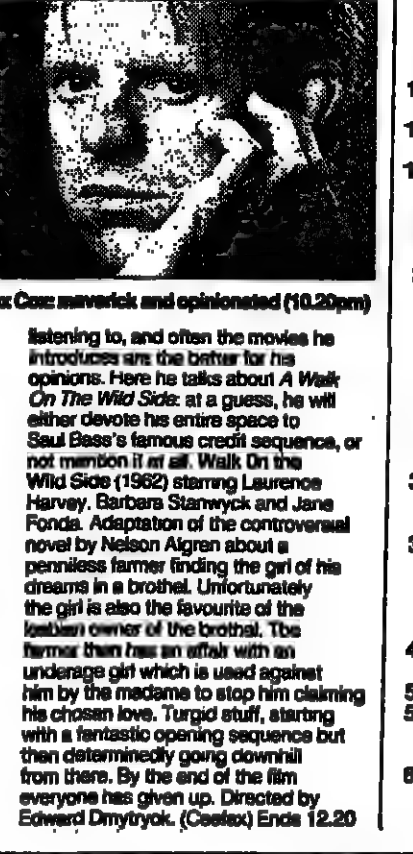 x Cox: maverick and opinionated (10.20pm)
listening to, and often the movies he
introduces are the better for his
opinions. Here he talks about A Walk
On The Wild Side: at a guess, he will
either devote his entire space to
Saul Bass's famous credit sequence, or
not mention it at all. Walk On the
Wild Side (1962) starring Laurence
Harvey, Barbara Stanwyck and Jane
Fonda. Adaptation of the controversial
novel by Nelson Algren about a
penniless farmer finding the girl of his
dreams in a brothel. Unfortunately
the girl is also the favourite of the
lesbian owner of the brothel. The
farmer then has an affair with an
underage girl which is used against
him by the madame to stop him claiming
his chosen love. Turgid stuff, starting
with a fantastic opening sequence but
then determinedly going downhill
from there. By the end of the film
everyone has given up. Directed by
Edward Dmytryok. (Ceefax) Ends 12.20